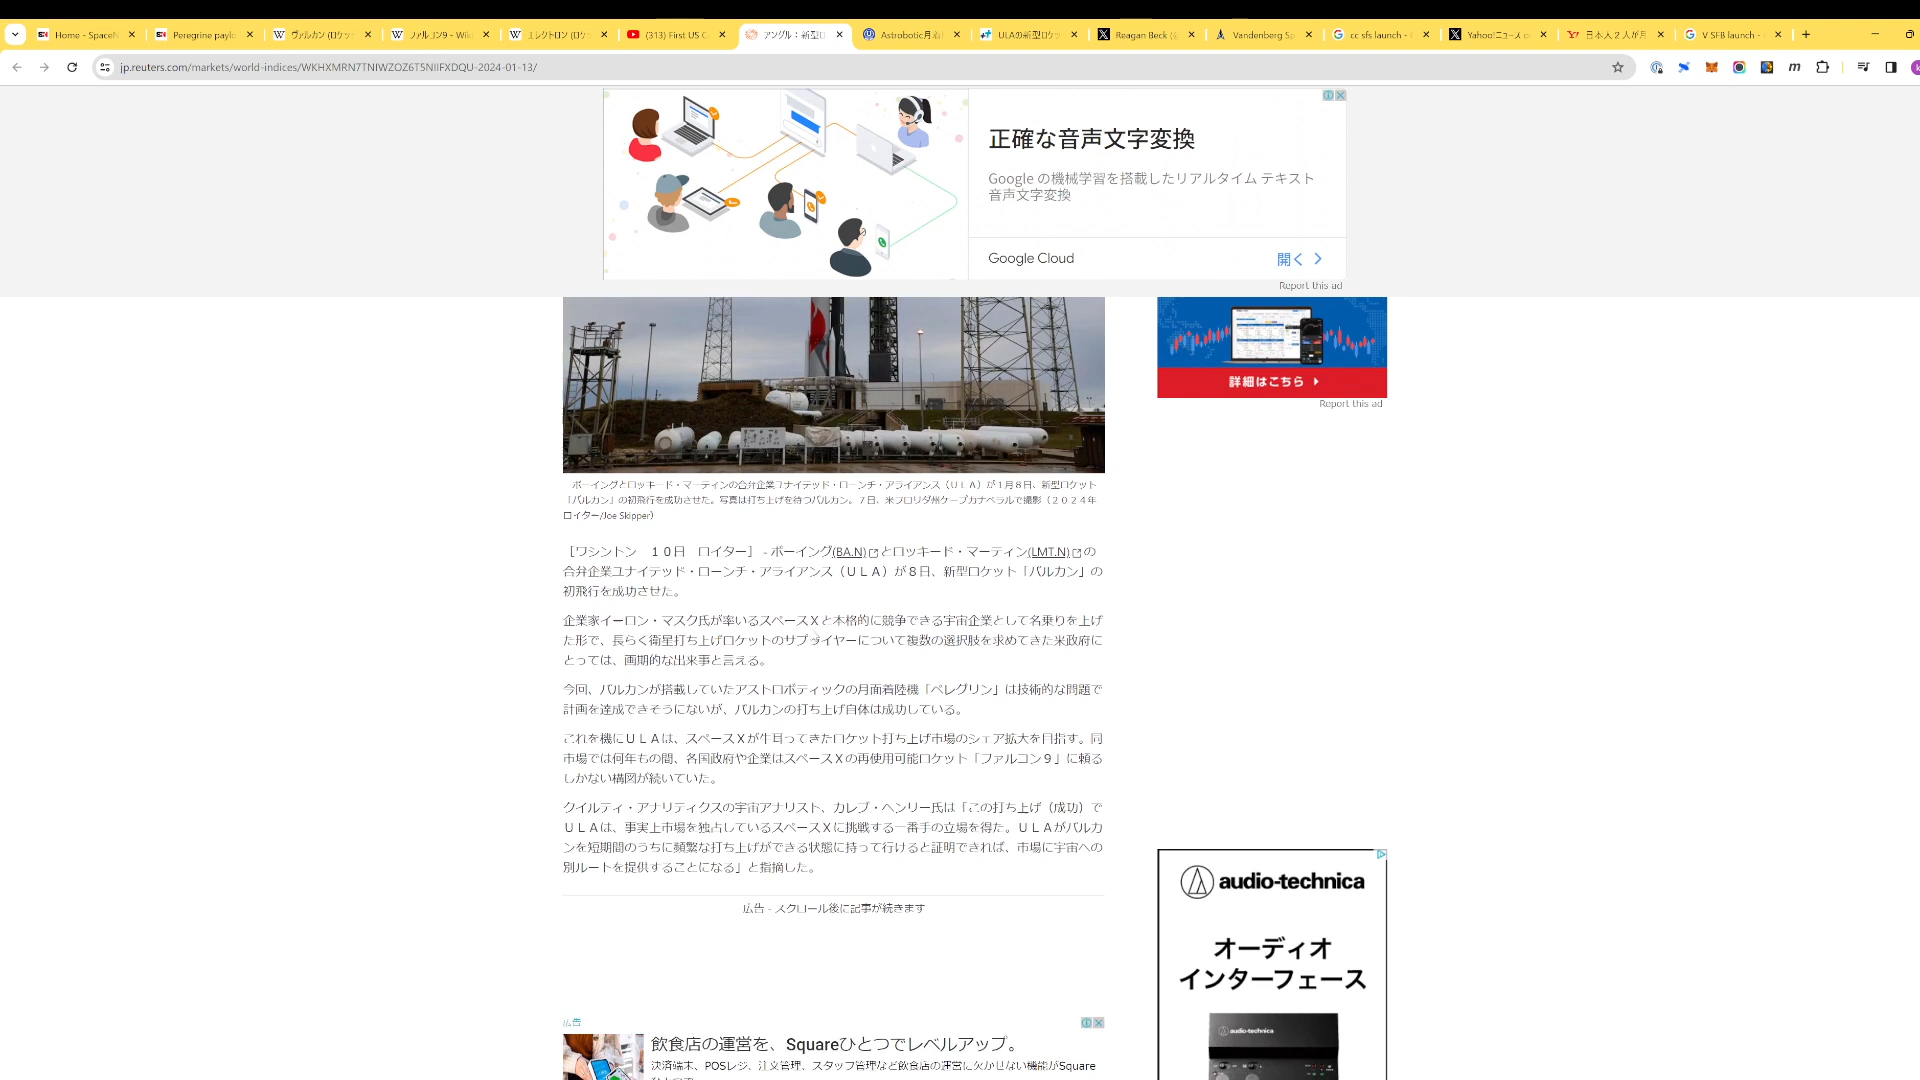 Home - SpaceN
Peregrine paylo
ヴァルカン (ロケッ
ファルコン9 - Wik
エレクトロン (ロケ
(313) First US C
アングル：新型ロ
Astrobotic月着
ULAの新型ロケッ
Reagan Beck (@
Vandenberg Sp
cc sfs launch -
Yahoo!ニュース
日本人２人が月
V SFB launch -
jp.reuters.com/markets/world-indices/WKHXMRN7TNIWZOZ6T5NIIFXDQU-2024-01-13/
正確な音声文字変換
Google の機械学習を搭載したリアルタイム テキスト
音声文字変換
Google Cloud
開く
Report this ad
詳細はこちら
Report this ad
ボーイングとロッキード・マーティンの合弁企業ユナイテッド・ローンチ・アライアンス（ＵＬＡ）が１月８日、新型ロケット
「バルカン」の初飛行を成功させた。写真は打ち上げを待つバルカン。７日、米フロリダ州ケープカナベラルで撮影（２０２４年
ロイター/Joe Skipper）
［ワシントン　１０日　ロイター］ - ボーイング(BA.N)とロッキード・マーティン(LMT.N)の
合弁企業ユナイテッド・ローンチ・アライアンス（ＵＬＡ）が８日、新型ロケット「バルカン」の
初飛行を成功させた。
企業家イーロン・マスク氏が率いるスペースＸと本格的に競争できる宇宙企業として名乗りを上げ
た形で、長らく衛星打ち上げロケットのサプライヤーについて複数の選択肢を求めてきた米政府に
とっては、画期的な出来事と言える。
今回、バルカンが搭載していたアストロボティックの月面着陸機「ペレグリン」は技術的な問題で
計画を達成できそうにないが、バルカンの打ち上げ自体は成功している。
これを機にＵＬＡは、スペースＸが牛耳ってきたロケット打ち上げ市場のシェア拡大を目指す。同
市場では何年もの間、各国政府や企業はスペースＸの再使用可能ロケット「ファルコン９」に頼る
しかない構図が続いていた。
クイルティ・アナリティクスの宇宙アナリスト、カレブ・ヘンリー氏は「この打ち上げ（成功）で
ＵＬＡは、事実上市場を独占しているスペースＸに挑戦する一番手の立場を得た。ＵＬＡがバルカ
ンを短期間のうちに頻繁な打ち上げができる状態に持って行けると証明できれば、市場に宇宙への
別ルートを提供することになる」と指摘した。
広告 - スクロール後に記事が続きます
広告
飲食店の運営を、Squareひとつでレベルアップ。
決済端末、POSレジ、注文管理、スタッフ管理など飲食店の運営に欠かせない機能がSquare
audio-technica
オーディオ
インターフェース
audio-technica